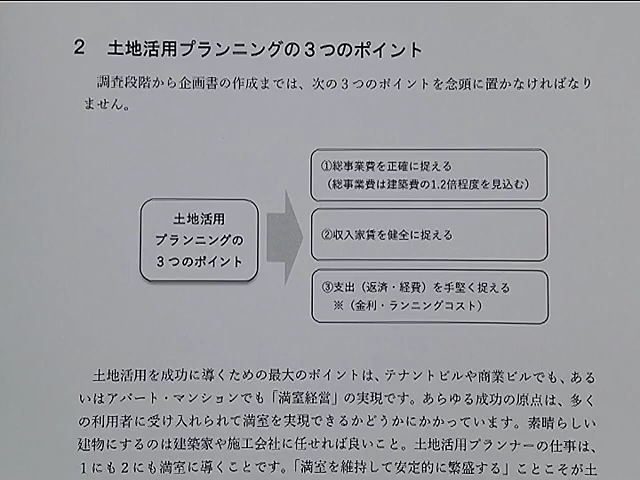 2 土地活用プランニングの3つのポイント
調査段階から企画書の作成までは、次の3つのポイントを念頭に置かなければなり
ません。
土地活用
プランニングの
3つのポイント
①総事業費を正確に捉える
（総事業費は建築費の1.2倍程度を見込む）
②収入家賃を健全に捉える
③支出（返済・経費）を手堅く捉える
※（金利・ランニングコスト）
土地活用を成功に導くための最大のポイントは、テナントビルや商業ビルでも、ある
いはアパート・マンションでも「満室経営」の実現です。あらゆる成功の原点は、多く
の利用者に受け入れられて満室を実現できるかどうかにかかっています。素晴らしい
建物にするのは建築家や施工会社に任せれば良いこと。土地活用プランナーの仕事は、
1にも2にも満室に導くことです。「満室を維持して安定的に繁盛する」ことこそが土